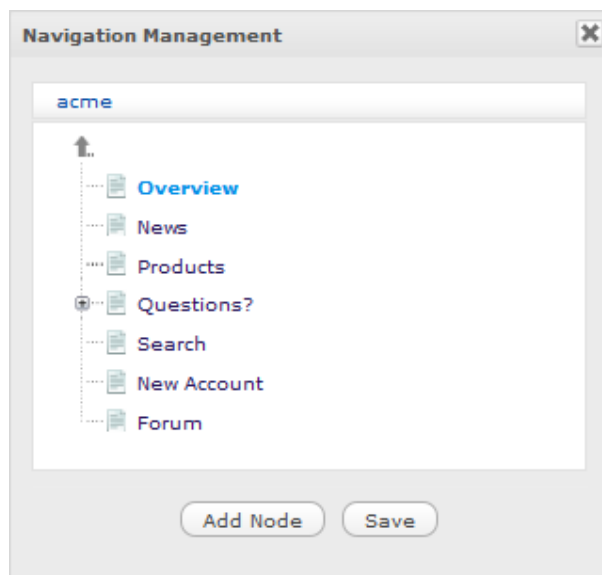 Navigation Management
acme
Overview
News
Products
Questions?
Search
New Account
Forum
Add Node Save